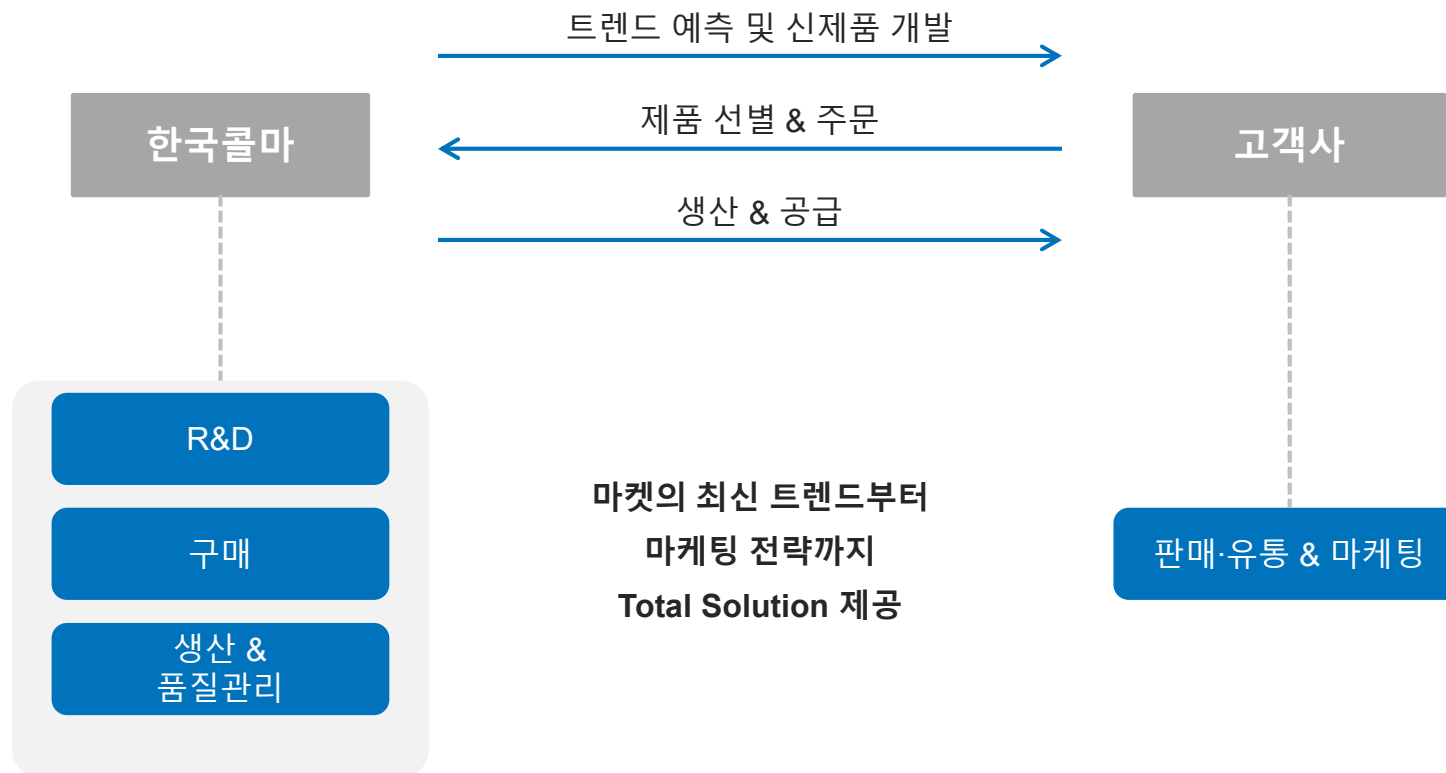 트렌드 예측 및 신제품 개발
한국콜마
제품 선별 & 주문
고객사
생산 & 공급
R&D
구매
생산 &
품질관리
마켓의 최신 트렌드부터
마케팅 전략까지
Total Solution 제공
판매·유통 & 마케팅